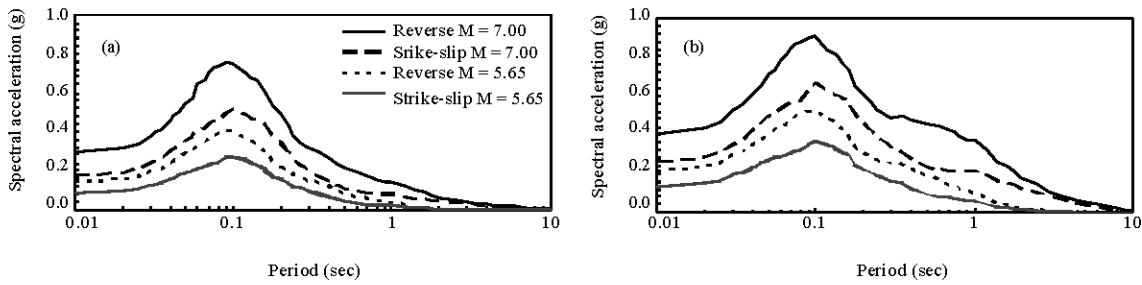 Spectral acceleration (g)
1.0
0.8
0.6
0.4
0.2
0.0
(a)
Reverse M = 7.00
Srike-slip M = 7.00
Reverse M = 5.65
Strike-slip M = 5.65
0.01
0.1
1
10
Period (sec)
Spectral acceleration (g)
1.0
0.8
0.6
0.4
0.2
0.0
(b)
0.01
0.1
1
10
Period (sec)